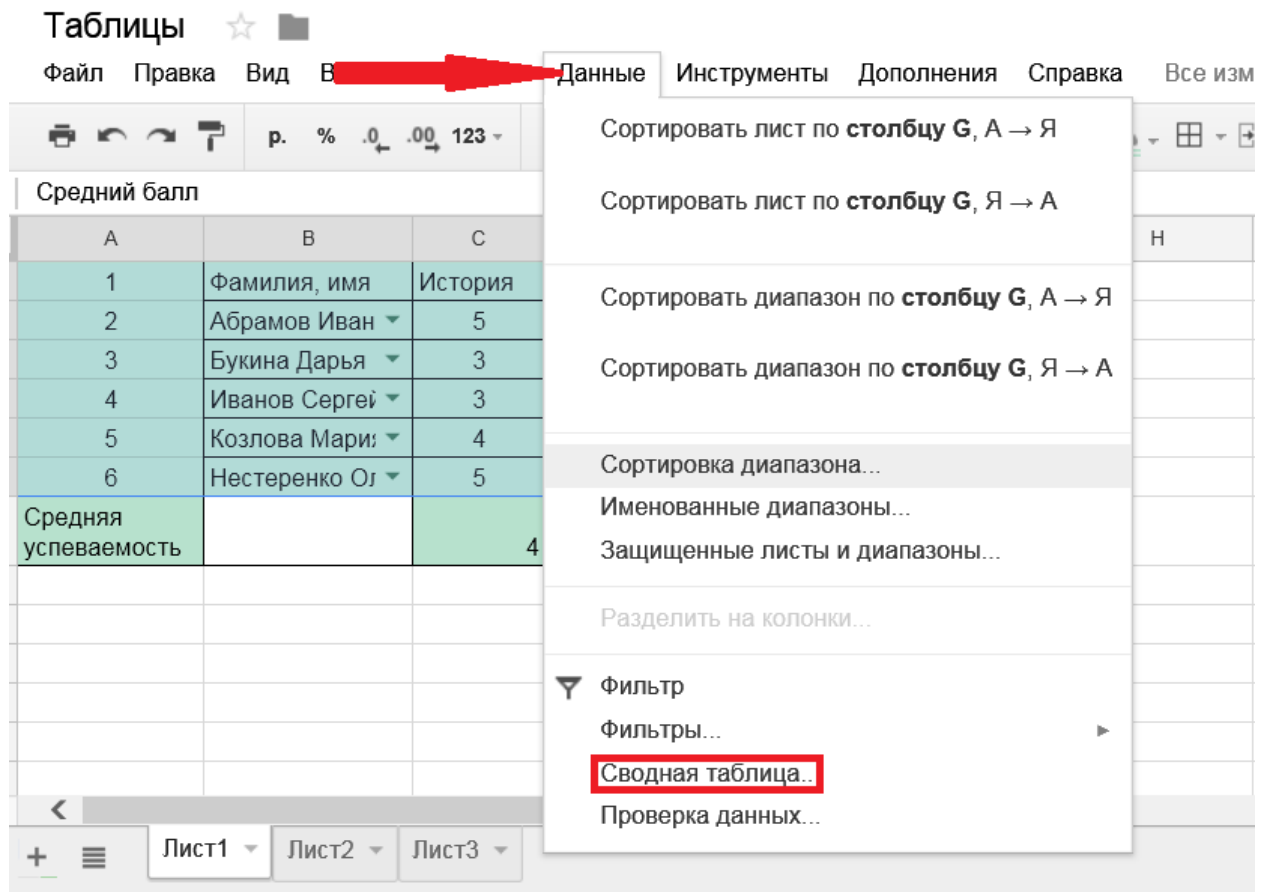 Таблицы
Файл Правка Вид В Данные Инструменты Дополнения Справка Все изм
р. % .0 .00 123
Средний балл
A B C H
1 Фамилия, имя История
2 Абрамов Иван 5
3 Букина Дарья 3
4 Иванов Сергей 3
5 Козлова Мария 4
6 Нестеренко Ол 5
Средняя
успеваемость 4
Сортировать лист по столбцу G, А → Я
Сортировать лист по столбцу G, Я → А
Сортировать диапазон по столбцу G, А → Я
Сортировать диапазон по столбцу G, Я → А
Сортировка диапазона...
Именованные диапазоны...
Защищенные листы и диапазоны...
Разделить на колонки...
Фильтр
Фильтры...
Сводная таблица..
Проверка данных...
Лист1 Лист2 Лист3